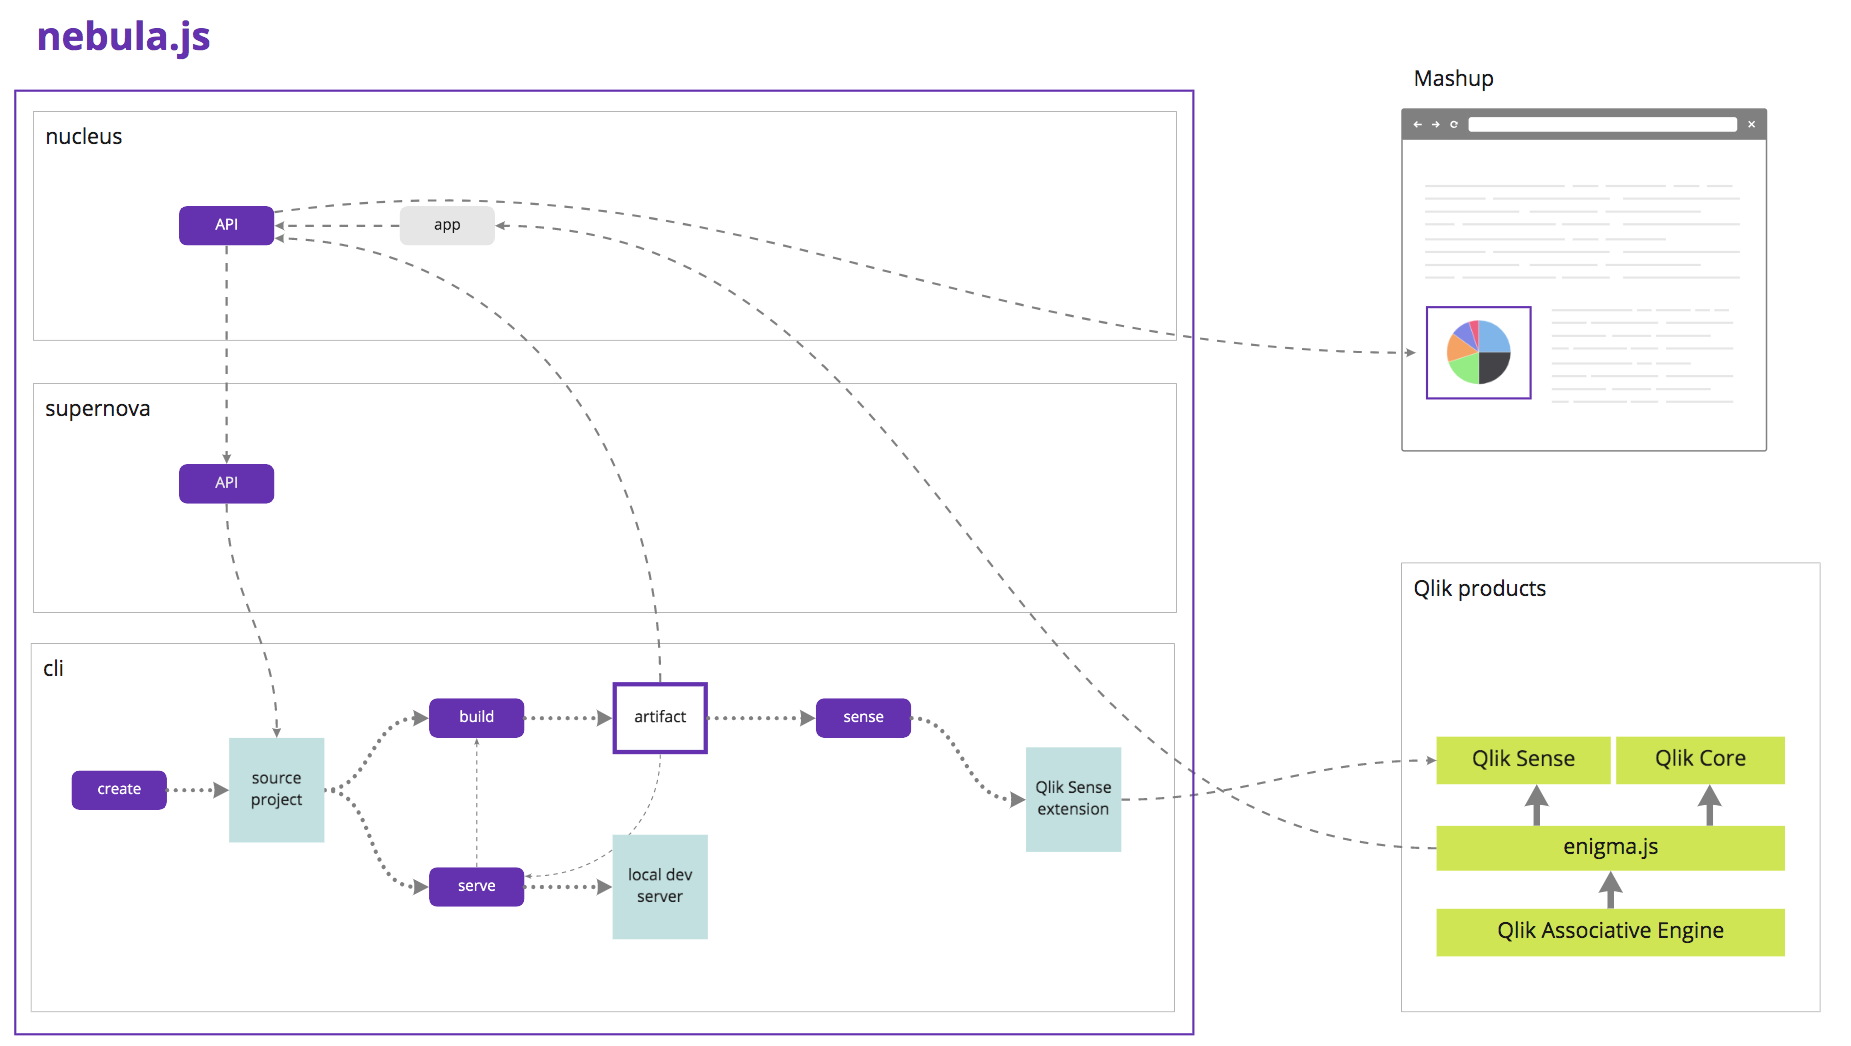 nebula.js
Mashup
nucleus
API
app
supernova
API
Qlik products
cli
build
artifact
sense
create
source
project
Qlik Sense
extension
serve
local dev
server
Qlik Sense
Qlik Core
enigma.js
Qlik Associative Engine